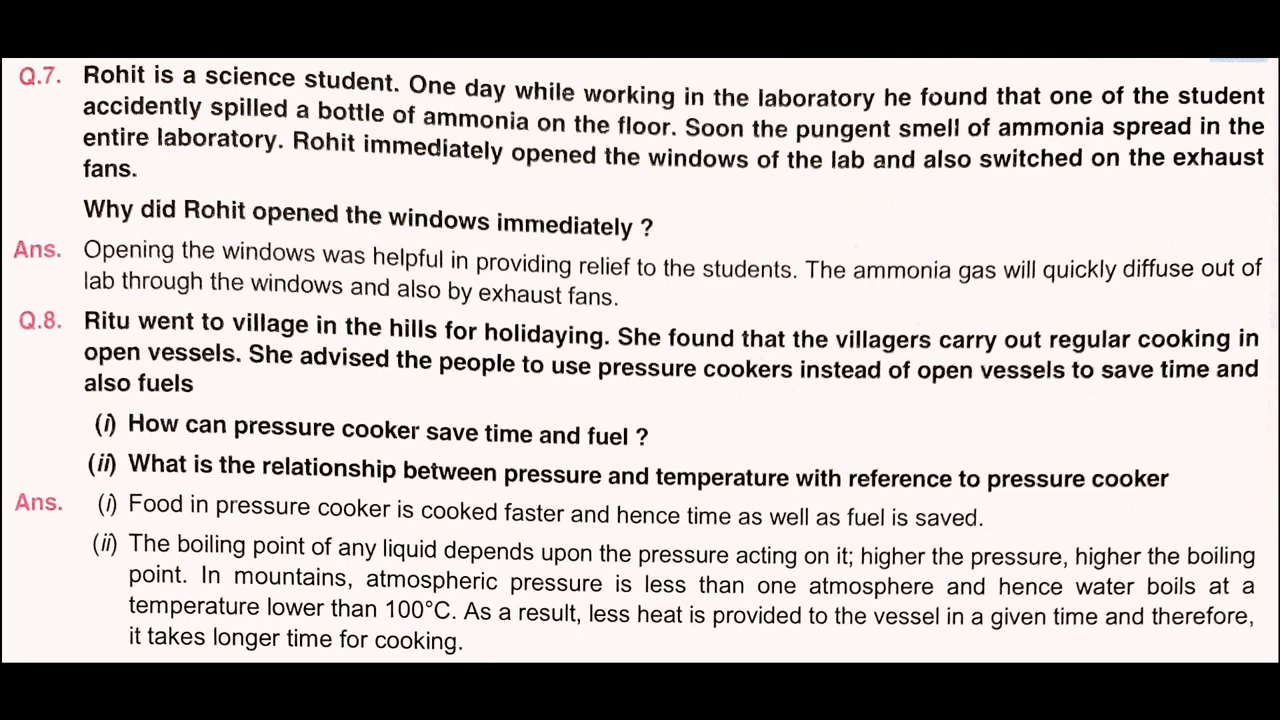 Q.7. Rohit is a science student. One day while working in the laboratory he found that one of the student
accidently spilled a bottle of ammonia on the floor. Soon the pungent smell of ammonia spread in the
entire laboratory. Rohit immediately opened the windows of the lab and also switched on the exhaust
fans.
Why did Rohit opened the windows immediately ?
Ans. Opening the windows was helpful in providing relief to the students. The ammonia gas will quickly diffuse out of
lab through the windows and also by exhaust fans.
Q.8. Ritu went to village in the hills for holidaying. She found that the villagers carry out regular cooking in
open vessels. She advised the people to use pressure cookers instead of open vessels to save time and
also fuels
(i) How can pressure cooker save time and fuel ?
(ii) What is the relationship between pressure and temperature with reference to pressure cooker
Ans. (i) Food in pressure cooker is cooked faster and hence time as well as fuel is saved.
(ii) The boiling point of any liquid depends upon the pressure acting on it; higher the pressure, higher the boiling
point. In mountains, atmospheric pressure is less than one atmosphere and hence water boils at a
temperature lower than 100°C. As a result, less heat is provided to the vessel in a given time and therefore,
it takes longer time for cooking.